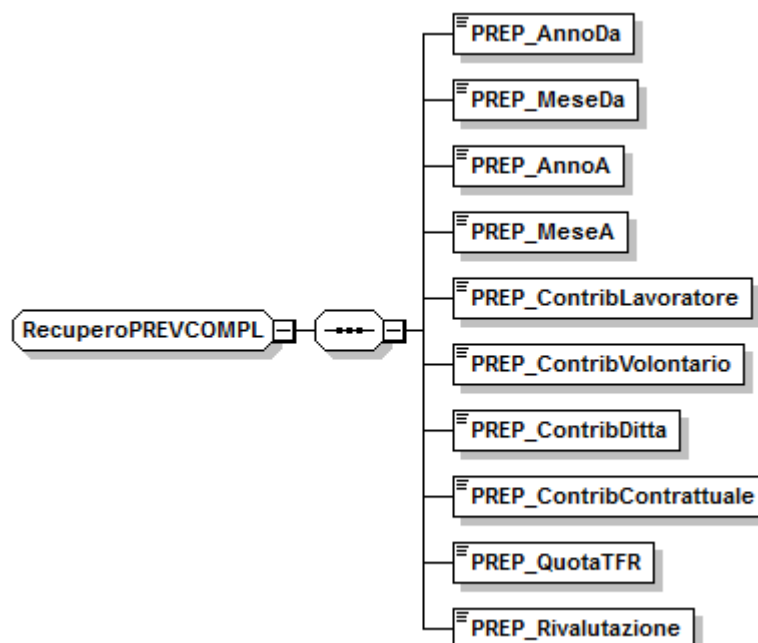 PREP_AnnoDa
PREP_MeseDa
PREP_AnnoA
PREP_MeseA
RecuperoPREVCOMPL
PREP_ContribLavoratore
PREP_ContribVolontario
PREP_ContribDitta
PREP_ContribContrattuale
PREP_QuotaTFR
PREP_Rivalutazione